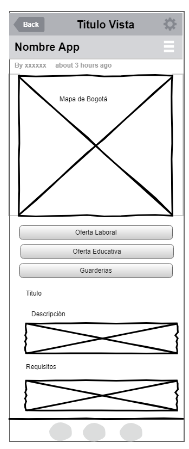 Back Titulo Vista
Nombre App
By xxxxxx about 3 hours ago
Mapa de Bogotá
Oferta Laboral
Oferta Educativa
Guarderias
Titulo
Descripción
Requisitos